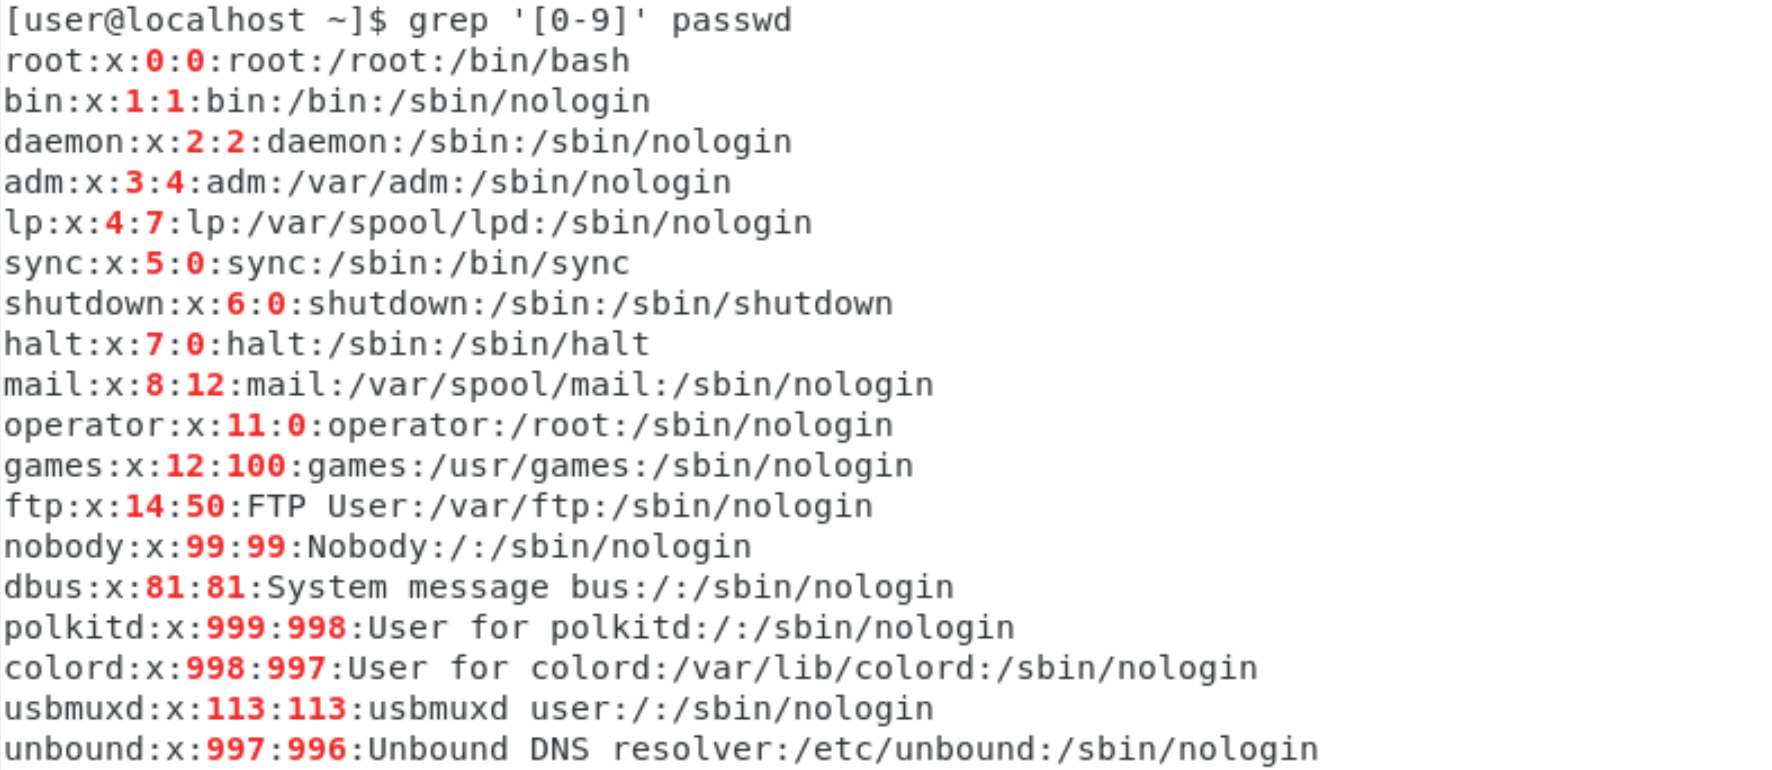 [user@localhost ~]$ grep '[0-9]' passwd
root:x:0:0:root:/root:/bin/bash
bin:x:1:1:bin:/bin:/sbin/nologin
daemon:x:2:2:daemon:/sbin:/sbin/nologin
adm:x:3:4:adm:/var/adm:/sbin/nologin
lp:x:4:7:lp:/var/spool/lpd:/sbin/nologin
sync:x:5:0:sync:/sbin:/bin/sync
shutdown:x:6:0:shutdown:/sbin:/sbin/shutdown
halt:x:7:0:halt:/sbin:/sbin/halt
mail:x:8:12:mail:/var/spool/mail:/sbin/nologin
operator:x:11:0:operator:/root:/sbin/nologin
games:x:12:100:games:/usr/games:/sbin/nologin
ftp:x:14:50:FTP User:/var/ftp:/sbin/nologin
nobody:x:99:99:Nobody:/:/sbin/nologin
dbus:x:81:81:System message bus:/:/sbin/nologin
polkitd:x:999:998:User for polkitd:/:/sbin/nologin
colord:x:998:997:User for colord:/var/lib/colord:/sbin/nologin
usbmuxd:x:113:113:usbmuxd user:/:/sbin/nologin
unbound:x:997:996:Unbound DNS resolver:/etc/unbound:/sbin/nologin